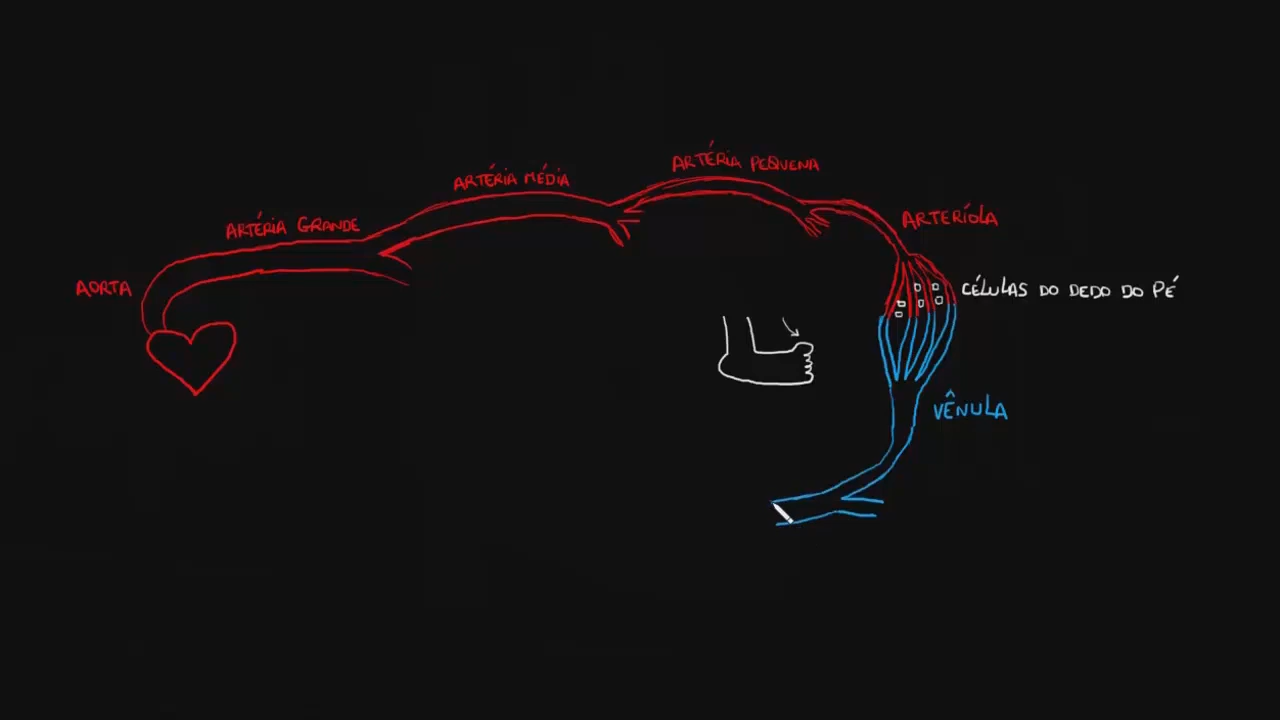 AORTA
ARTÉRIA GRANDE
ARTÉRIA MÉDIA
ARTÉRIA PEQUENA
ARTERÍOLA
CÉLULAS DO DEDO DO PÉ
VÊNULA